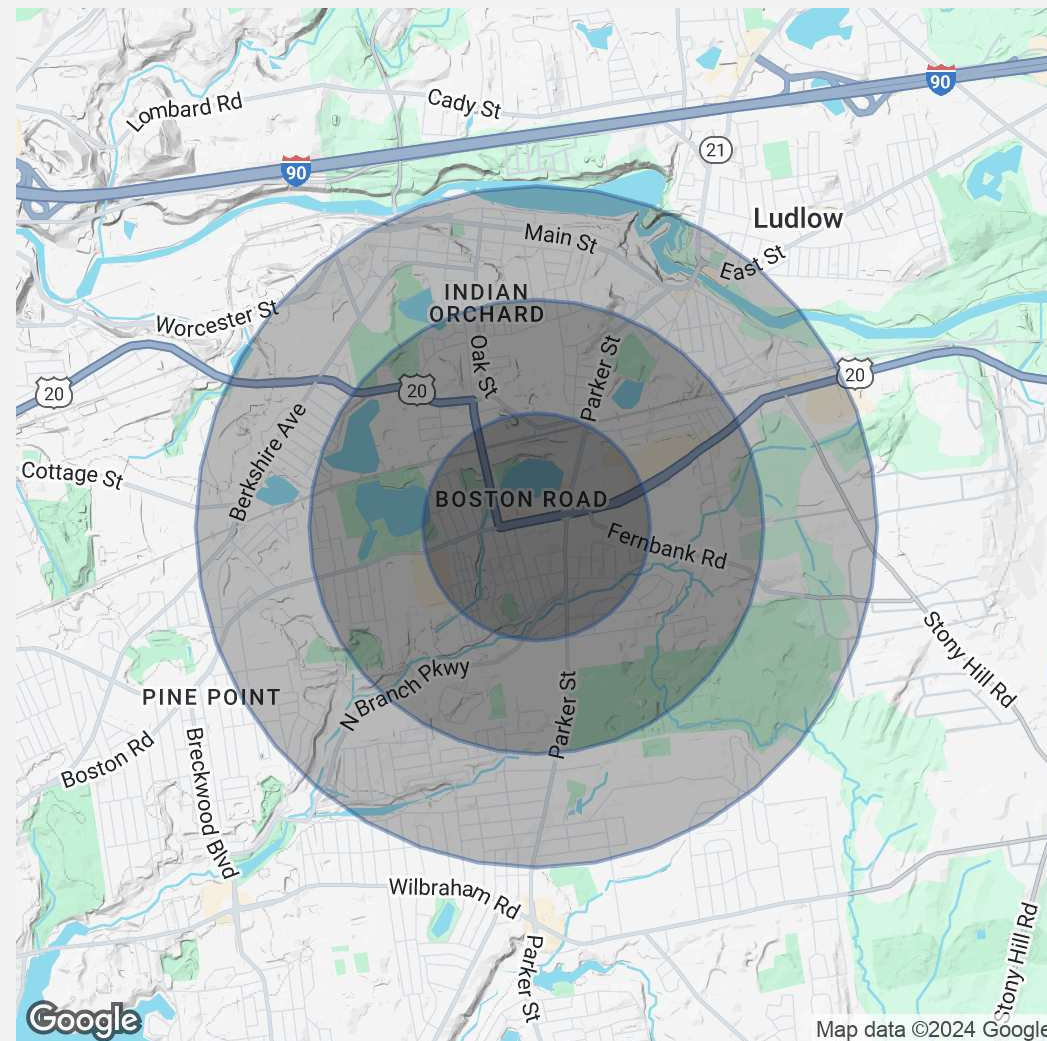 90
Lombard Rd
Cady St
21
90
Ludlow
Main St
East St
INDIAN
ORCHARD
Worcester St
Oak St
Parker St
20
20
20
Berkshire Ave
Cottage St
BOSTON ROAD
Fernbank Rd
Stony Hill Rd
N Branch Pkwy
Parker St
PINE POINT
Boston Rd
Breckwood Blvd
Wilbraham Rd
Parker St
Stony Hill Rd
Google
Map data ©2024 Google